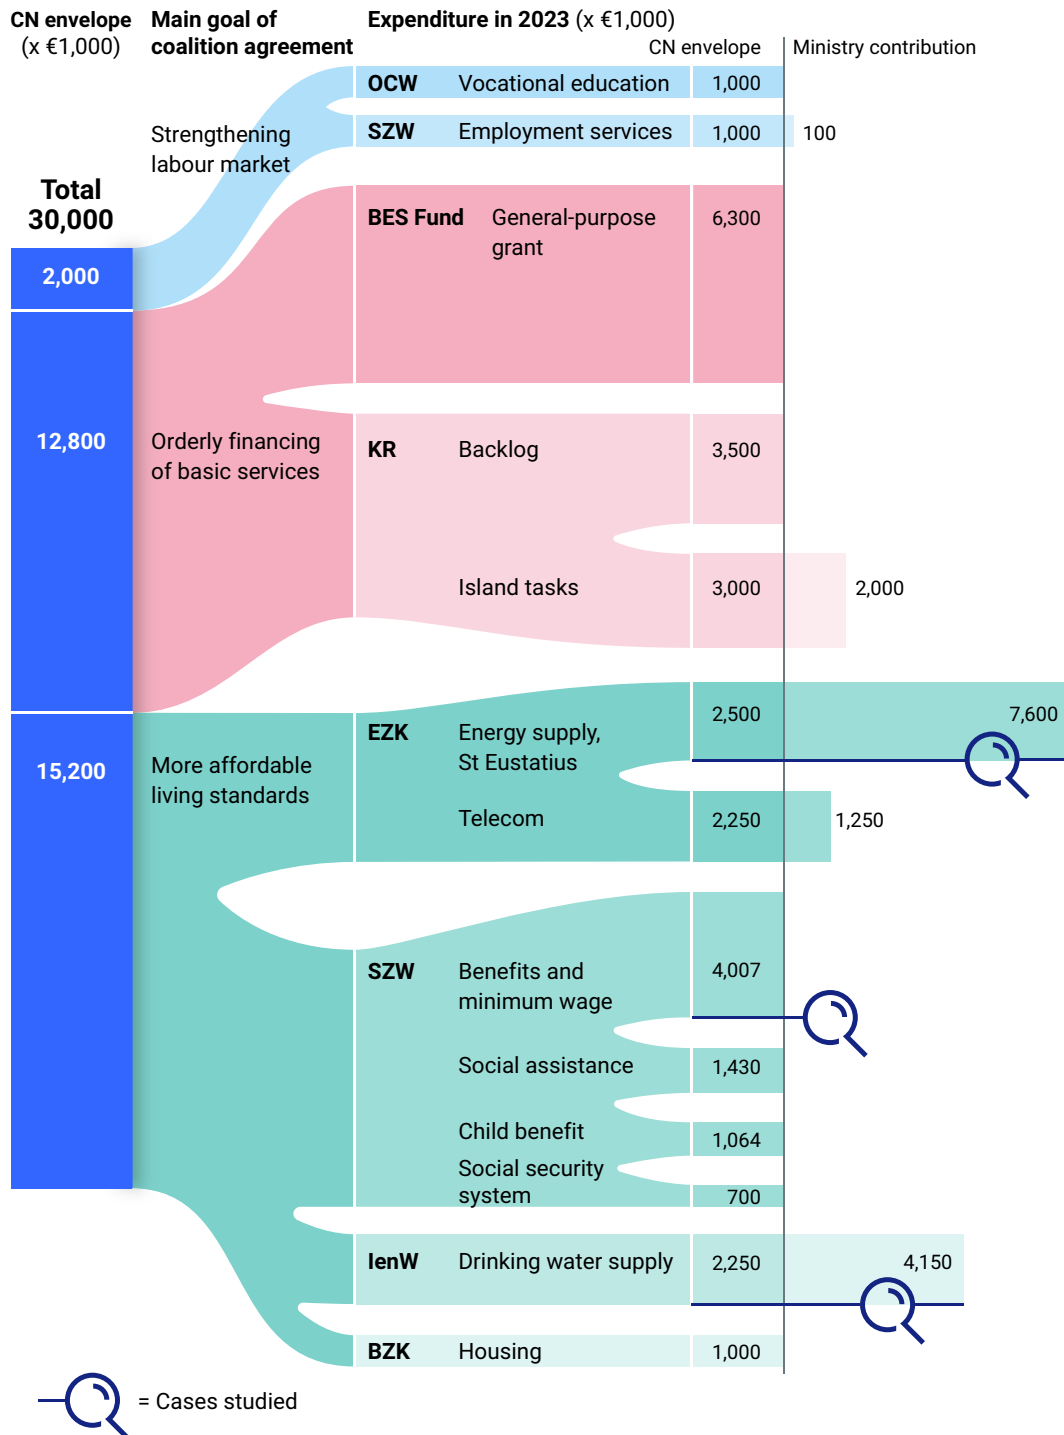 CN envelope
(x €1,000)
Main goal of
coalition agreement
Expenditure in 2023 (x €1,000)
CN envelope
Ministry contribution
Total
30,000
2,000
Strengthening
labour market
OCW Vocational education 1,000
SZW Employment services 1,000 100
12,800
Orderly financing
of basic services
BES Fund General-purpose 6,300
grant
KR Backlog 3,500
Island tasks 3,000 2,000
15,200
More affordable
living standards
EZK Energy supply, 2,500 7,600
St Eustatius
Telecom 2,250 1,250
SZW Benefits and 4,007
minimum wage
Social assistance 1,430
Child benefit 1,064
Social security
system 700
IenW Drinking water supply 2,250 4,150
BZK Housing 1,000
= Cases studied